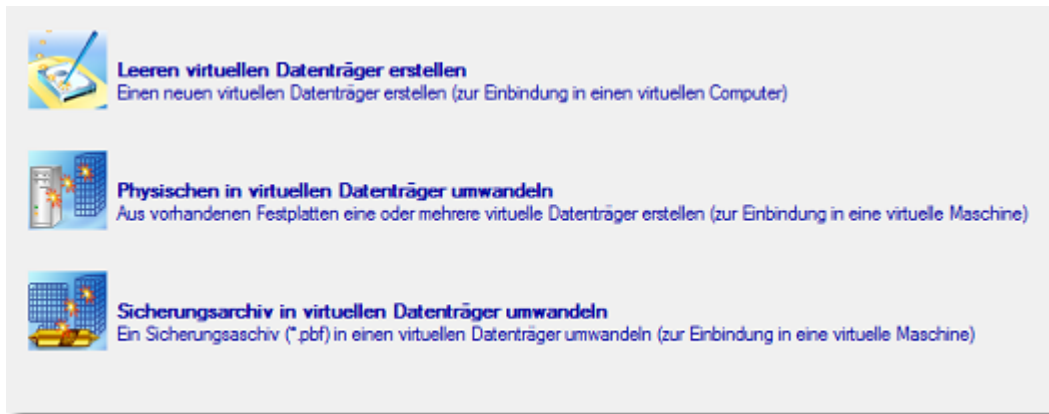 Leeren virtuellen Datenträger erstellen
Einen neuen virtuellen Datenträger erstellen (zur Einbindung in einen virtuellen Computer)
Physischen in virtuellen Datenträger umwandeln
Aus vorhandenen Festplatten eine oder mehrere virtuelle Datenträger erstellen (zur Einbindung in eine virtuelle Maschine)
Sicherungsarchiv in virtuellen Datenträger umwandeln
Ein Sicherungsaschiv (*.pbf) in einen virtuellen Datenträger umwandeln (zur Einbindung in eine virtuelle Maschine)